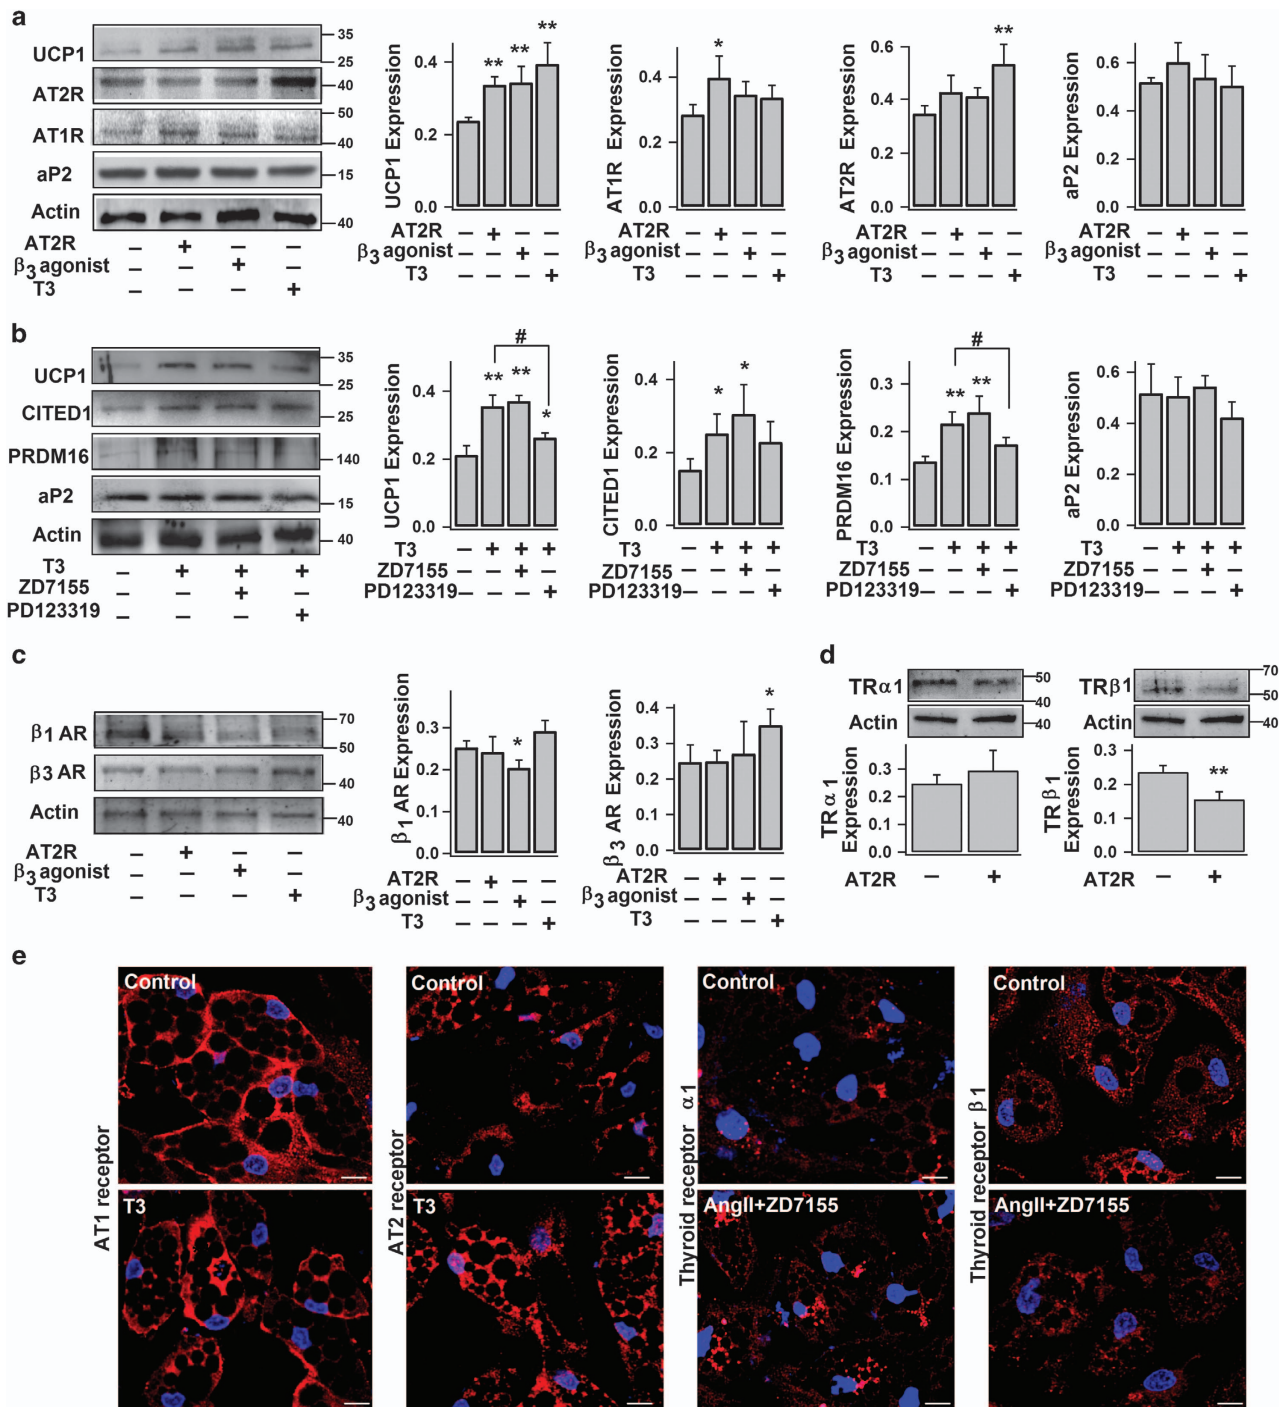 a
UCP1
35
25
AT2R
40
AT1R
50
40
aP2
15
Actin
40
AT2R – + – –
β3 agonist – – + –
T3 – – – +
UCP1 Expression
0.4
0.2
0.0
** ** **
AT2R – + – –
β3 agonist – – + –
T3 – – – +
AT1R Expression
0.4
0.2
0.0
*
AT2R – + – –
β3 agonist – – + –
T3 – – – +
AT2R Expression
0.6
0.4
0.2
0.0
**
AT2R – + – –
β3 agonist – – + –
T3 – – – +
aP2 Expression
0.6
0.4
0.2
0.0
AT2R – + – –
β3 agonist – – + –
T3 – – – +
b
UCP1
35
25
CITED1
25
PRDM16
140
aP2
15
Actin
40
T3 – + + +
ZD7155 – – + –
PD123319 – – – +
UCP1 Expression
0.4
0.2
0.0
#
** ** *
T3 – + + +
ZD7155 – – + –
PD123319 – – – +
CITED1 Expression
0.4
0.2
0.0
* *
T3 – + + +
ZD7155 – – + –
PD123319 – – – +
PRDM16 Expression
0.3
0.2
0.1
0.0
#
** **
T3 – + + +
ZD7155 – – + –
PD123319 – – – +
aP2 Expression
0.6
0.4
0.2
0.0
T3 – + + +
ZD7155 – – + –
PD123319 – – – +
c
β1 AR
70
50
β3 AR
40
Actin
40
AT2R – + – –
β3 agonist – – + –
T3 – – – +
β1 AR Expression
0.3
0.2
0.1
0.0
*
AT2R – + – –
β3 agonist – – + –
T3 – – – +
β3 AR Expression
0.4
0.3
0.2
0.1
0.0
*
AT2R – + – –
β3 agonist – – + –
T3 – – – +
d
TRα1
50
40
Actin
40
TRα1
Expression
0.3
0.2
0.1
0.0
AT2R – +
TRβ1
70
50
Actin
40
TRβ1
Expression
0.3
0.2
0.1
0.0
**
AT2R – +
e
AT1 receptor
Control
T3
AT2 receptor
Control
T3
Thyroid receptor α1
Control
AngII+ZD7155
Thyroid receptor β1
Control
AngII+ZD7155